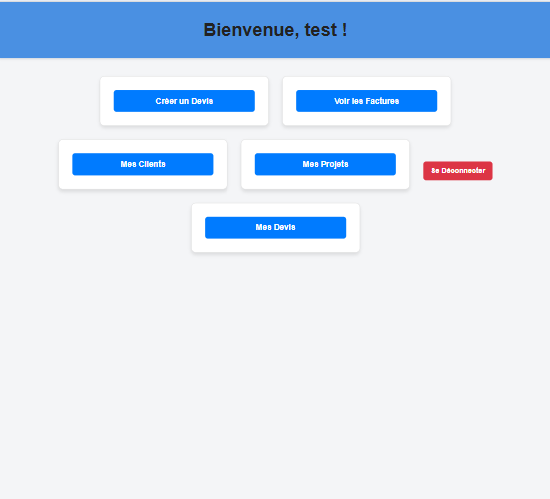 Bienvenue, test !
Créer un Devis
Voir les Factures
Mes Clients
Mes Projets
Se Déconnecter
Mes Devis